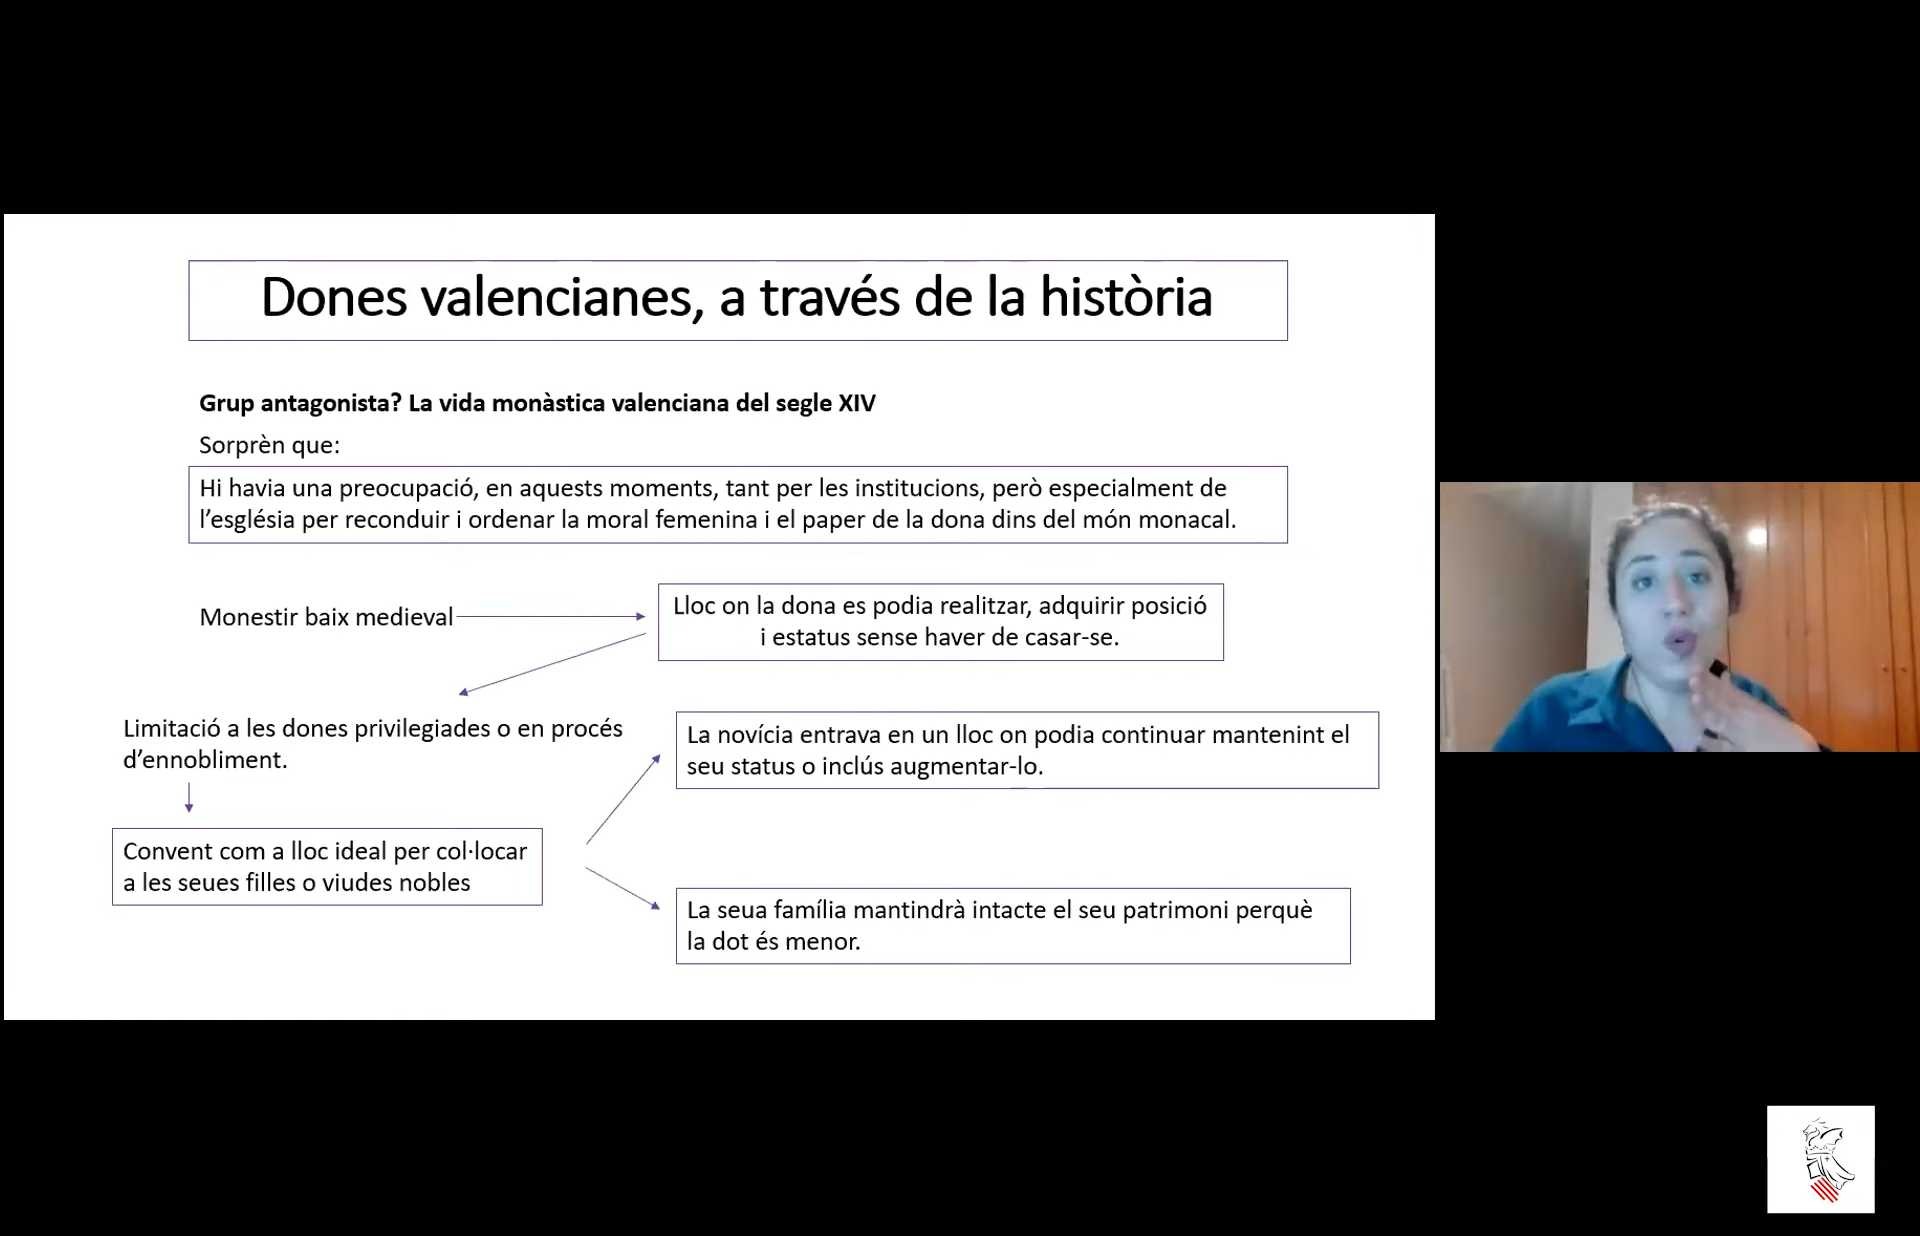 Dones valencianes, a través de la història
Grup antagonista? La vida monàstica valenciana del segle XIV
Sorprèn que:
Hi havia una preocupació, en aquests moments, tant per les institucions, però especialment de
l’església per reconduir i ordenar la moral femenina i el paper de la dona dins del món monacal.
Monestir baix medieval
Lloc on la dona es podia realitzar, adquirir posició
i estatus sense haver de casar-se.
Limitació a les dones privilegiades o en procés
d’ennobliment.
La novícia entrava en un lloc on podia continuar mantenint el
seu status o inclús augmentar-lo.
Convent com a lloc ideal per col·locar
a les seues filles o viudes nobles
La seua família mantindrà intacte el seu patrimoni perquè
la dot és menor.